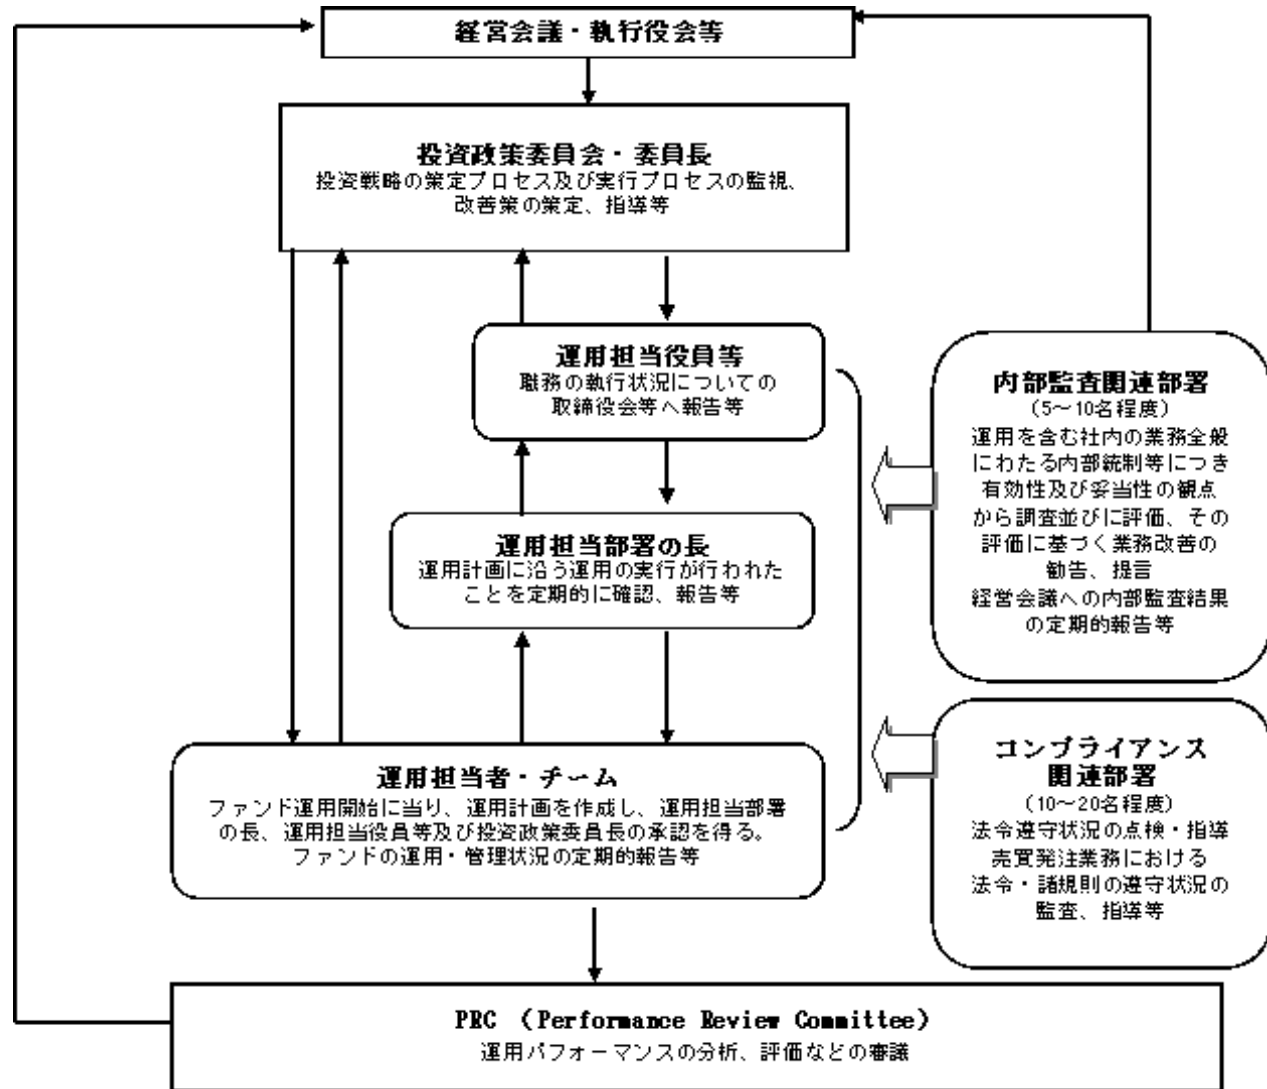 経営会議・執行役会等
投資政策委員会・委員長
投資戦略の策定プロセス及び実行プロセスの監視、
改善策の策定、指導等
運用担当役員等
職務の執行状況についての
取締役会等へ報告等
運用担当部署の長
運用計画に沿う運用の実行が行われた
ことを定期的に確認、報告等
運用担当者・チーム
ファンド運用開始に当り、運用計画を作成し、運用担当部署
の長、運用担当役員等及び投資政策委員長の承認を得る。
ファンドの運用・管理状況の定期的報告等
内部監査関連部署
（5～10名程度）
運用を含む社内の業務全般
にわたる内部統制等につき
有効性及び妥当性の観点
から調査並びに評価、その
評価に基づく業務改善の
勧告、提言
経営会議への内部監査結果
の定期的報告等
コンプライアンス
関連部署
（10～20名程度）
法令遵守状況の点検・指導
売買発注業務における
法令・諸規則の遵守状況の
監査、指導等
PRC （Performance Review Committee）
運用パフォーマンスの分析、評価などの審議